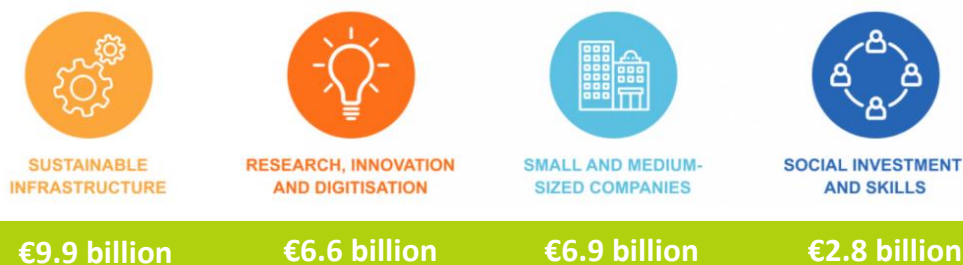 SUSTAINABLE
INFRASTRUCTURE
RESEARCH, INNOVATION
AND DIGITISATION
SMALL AND MEDIUM-
SIZED COMPANIES
SOCIAL INVESTMENT
AND SKILLS
€9.9 billion
€6.6 billion
€6.9 billion
€2.8 billion